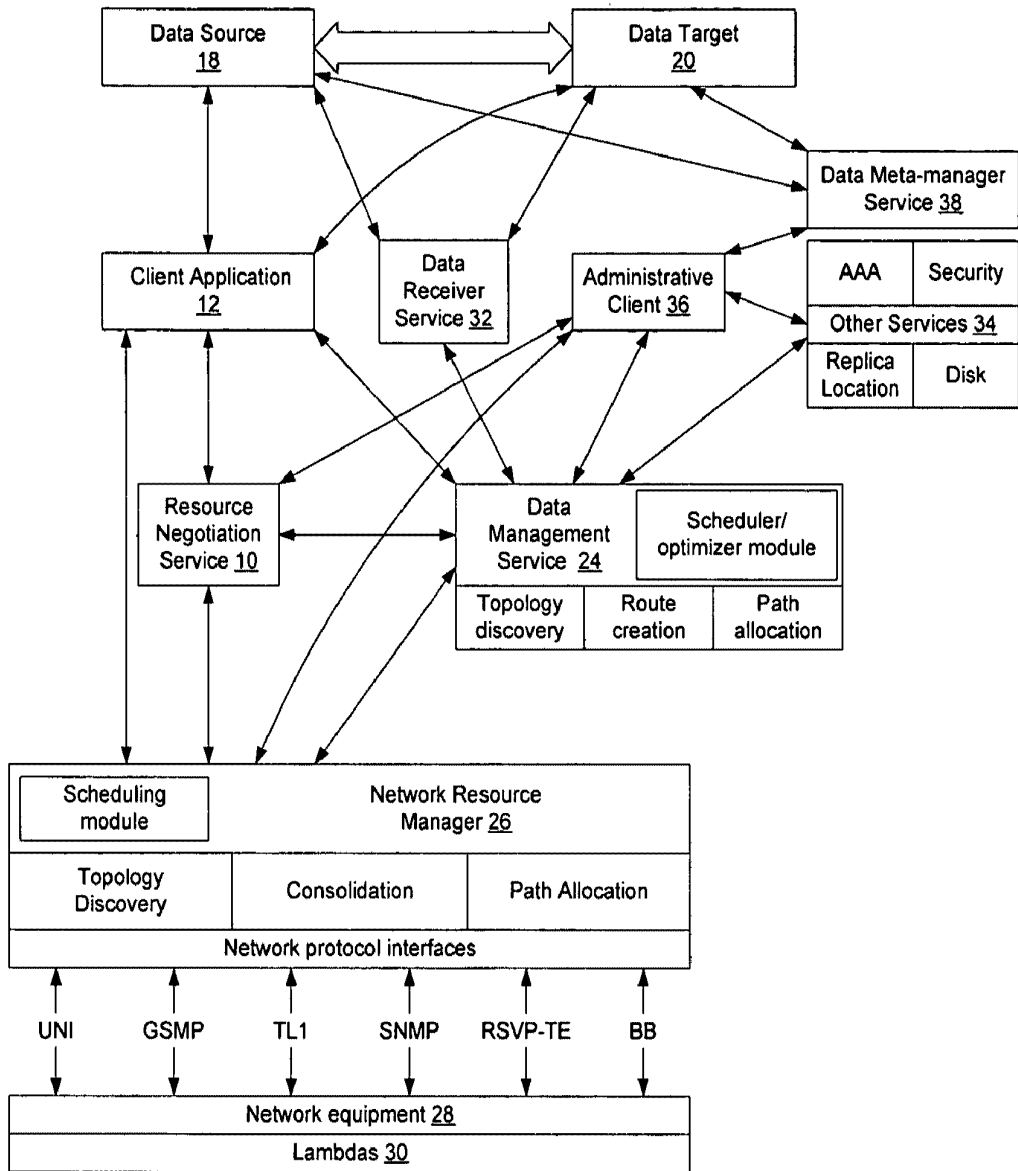 Data Source
18
Data Target
20
Data Meta-manager
Service 38
Client Application
12
Data
Receiver
Service 32
Administrative
Client 36
AAA
Security
Other Services 34
Replica
Location
Disk
Resource
Negotiation
Service 10
Data
Management
Service 24
Scheduler/
optimizer module
Topology
discovery
Route
creation
Path
allocation
Scheduling
module
Network Resource
Manager 26
Topology
Discovery
Consolidation
Path Allocation
Network protocol interfaces
UNI
GSMP
TL1
SNMP
RSVP-TE
BB
Network equipment 28
Lambdas 30